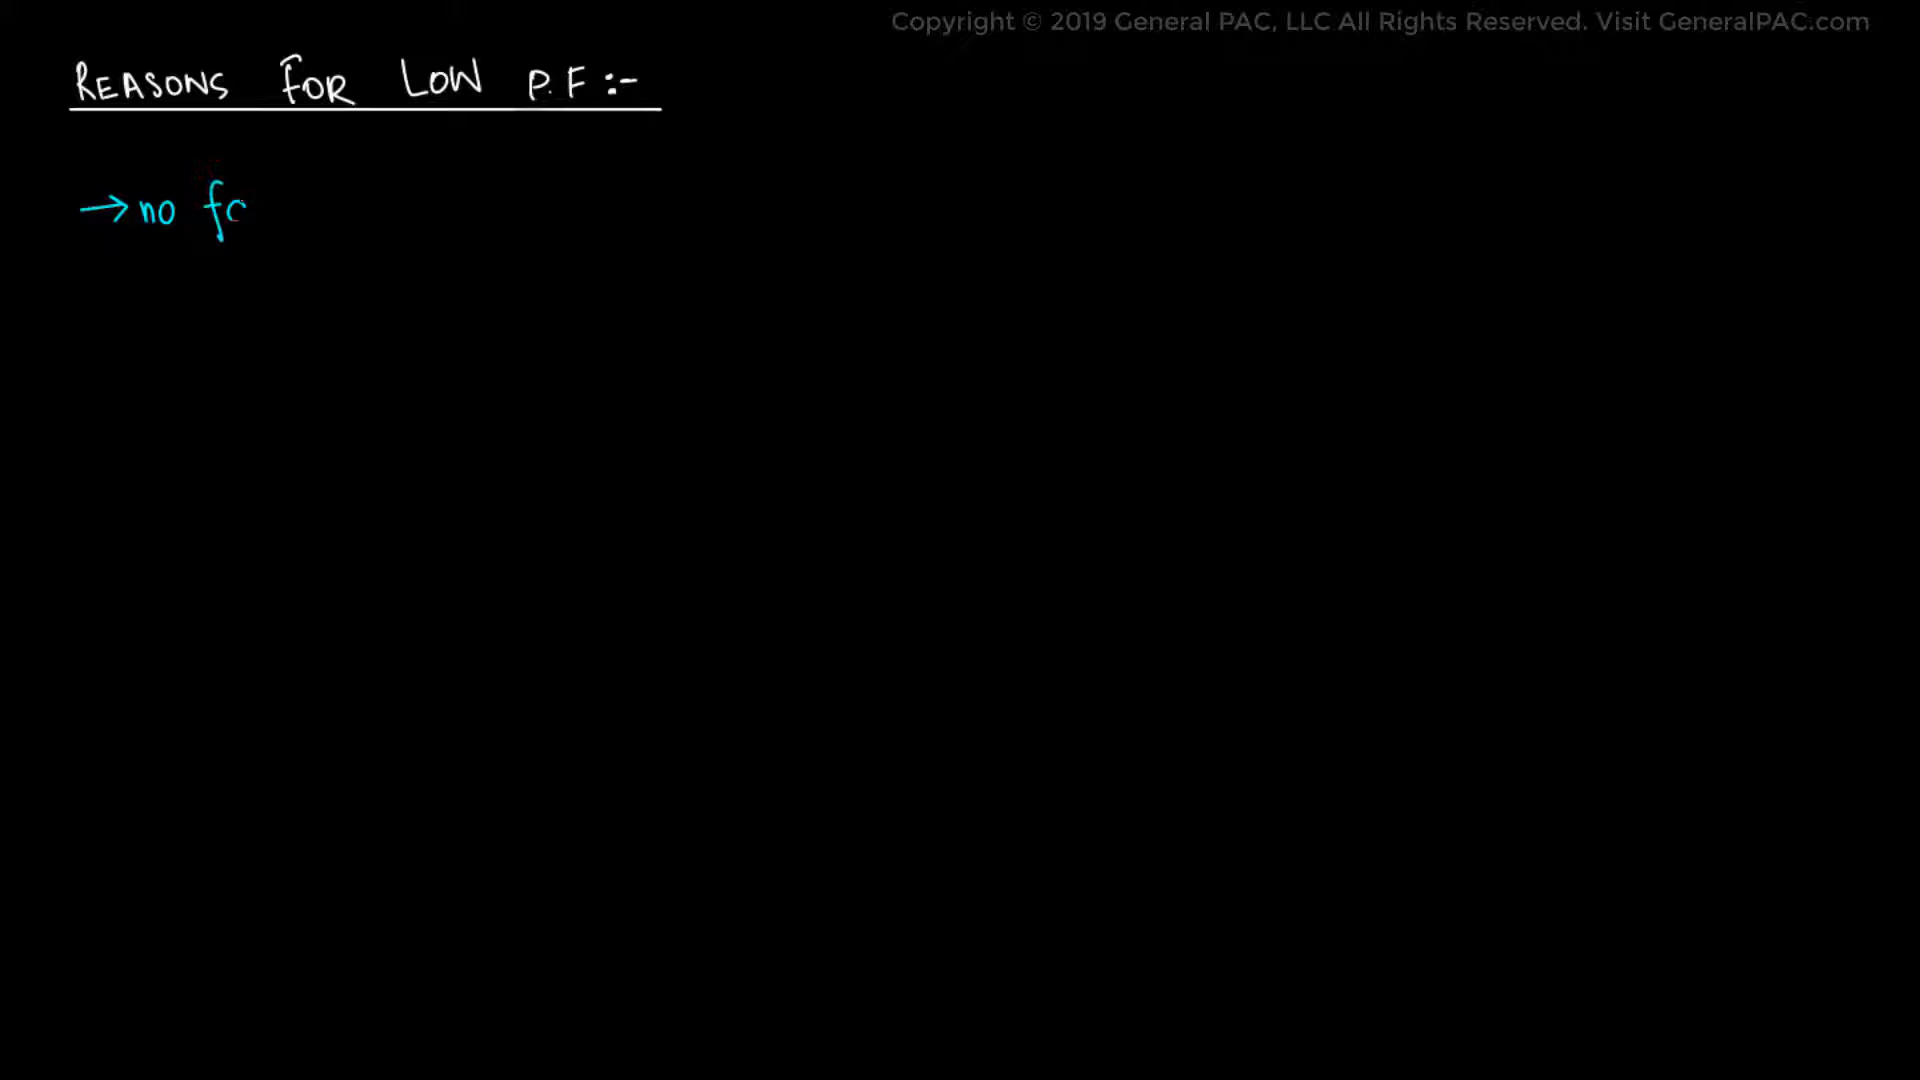 Copyright © 2019 General PAC, LLC All Rights Reserved. Visit GeneralPAC.com
REASONS FOR LOW P.F :-
→ no